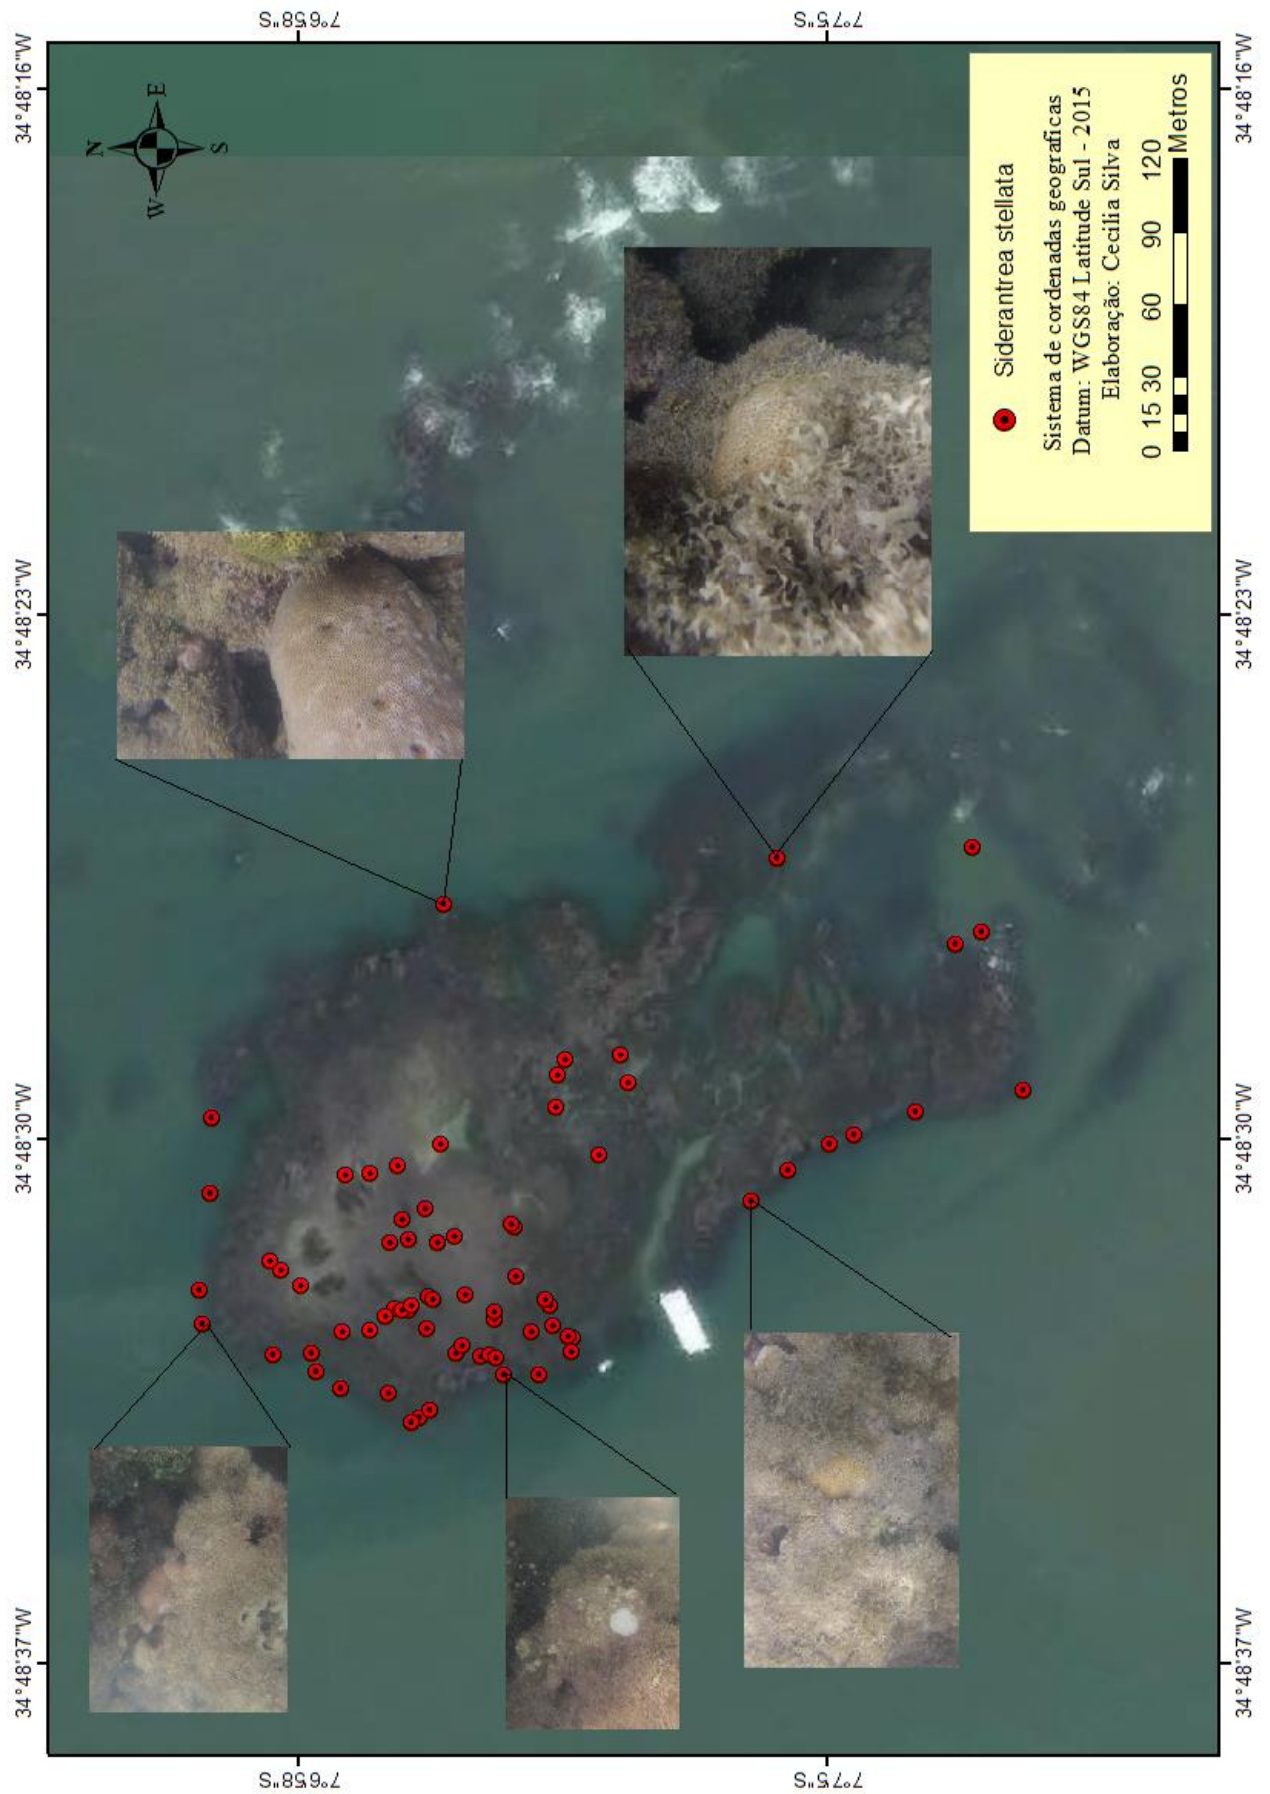 34°48'37"W 34°48'30"W 34°48'23"W 34°48'16"W
N
W E
S
7°6'58"S 7°6'58"S
7°7'5"S 7°7'5"S
Siderantrea stellata
Sistema de cordenadas geograficas
Datum: WGS84 Latitude Sul - 2015
Elaboração: Cecilia Silva
0 15 30 60 90 120
Metros
34°48'37"W 34°48'30"W 34°48'23"W 34°48'16"W